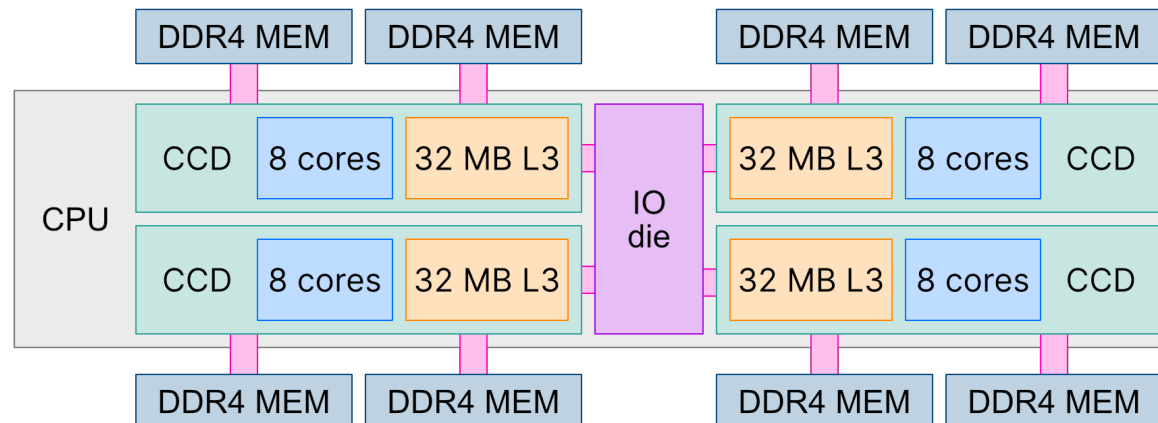 DDR4 MEM DDR4 MEM DDR4 MEM DDR4 MEM
CPU
CCD 8 cores 32 MB L3
IO
die
32 MB L3 8 cores CCD
CCD 8 cores 32 MB L3
32 MB L3 8 cores CCD
DDR4 MEM DDR4 MEM DDR4 MEM DDR4 MEM